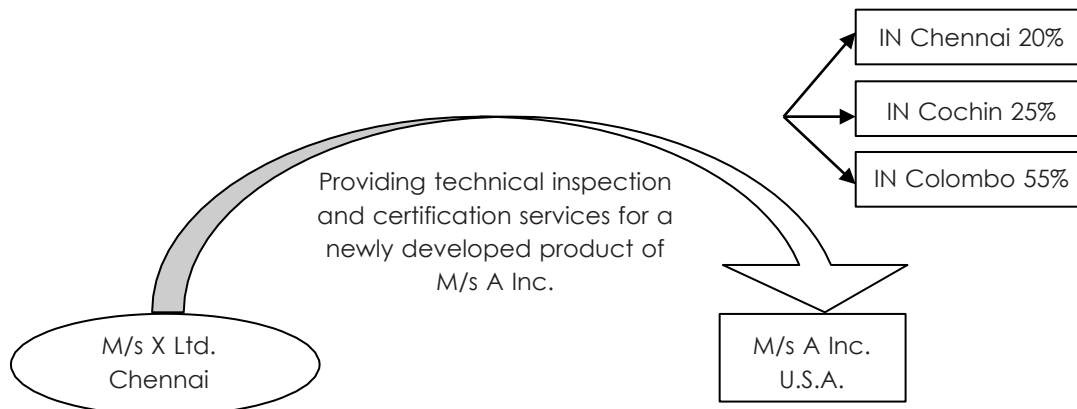 IN Chennai 20%
IN Cochin 25%
IN Colombo 55%
Providing technical inspection
and certification services for a
newly developed product of
M/s A Inc.
M/s X Ltd.
Chennai
M/s A Inc.
U.S.A.